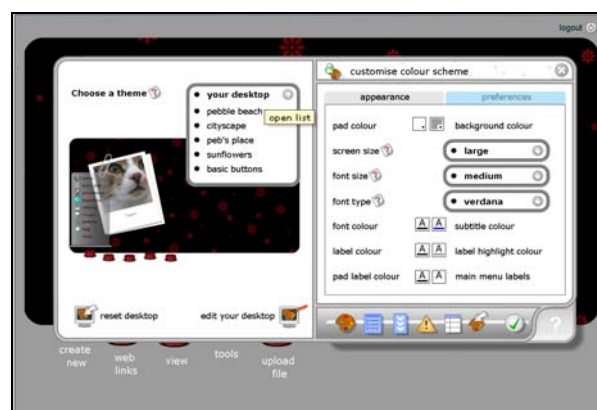 logout
customise colour scheme
Choose a theme
your desktop
open list
pebble beach
cityscape
peb's place
sunflowers
basic buttons
appearance
preferences
pad colour
background colour
screen size
large
font size
medium
font type
verdana
font colour
A A
subtitle colour
label colour
A A
label highlight colour
pad label colour
A A
main menu labels
reset desktop
edit your desktop
?
create
new
web
links
view
tools
upload
file